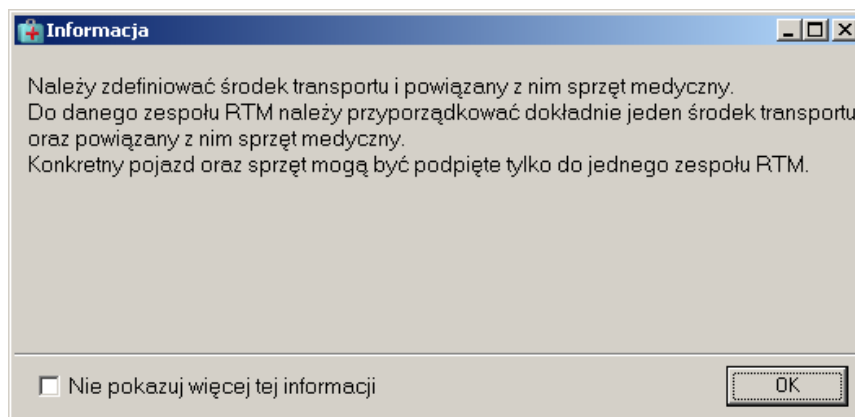 Informacja
Należy zdefiniować środek transportu i powiązany z nim sprzęt medyczny.
Do danego zespołu RTM należy przyporządkować dokładnie jeden środek transportu
oraz powiązany z nim sprzęt medyczny.
Konkretny pojazd oraz sprzęt mogą być podpięte tylko do jednego zespołu RTM.
Nie pokazuj więcej tej informacji
OK